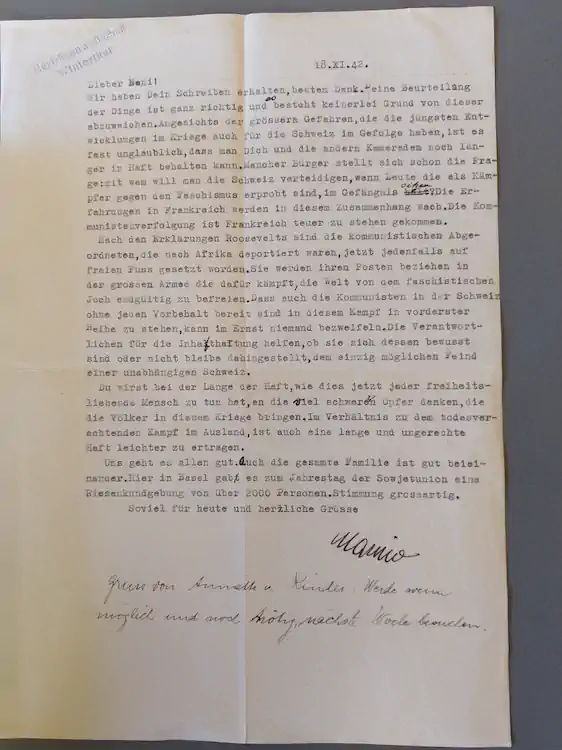 Winterthur
18.XI.42.
Lieber Beni!
Wir haben Dein Schreiben erhalten, besten Dank. Deine Beurteilung
der Dinge ist ganz richtig und es besteht keinerlei Grund von dieser
abzuweichen.Angesichts der grössern Gefahren,die die jüngsten Ent-
wicklungen im Kriege auch für die Schweiz im Gefolge haben,ist es
fast unglaublich,dass man Dich und die andern Kameraden noch län-
ger in Haft behalten kann.Mancher Bürger stellt sich schon die Fra-
ge:mit wem will man die Schweiz verteidigen,wenn Leute die als Käm-
pfer gegen den Faschismus erprobt sind,im Gefängnis sitzen?Die Er-
fahrungen in Frankreich werden in diesem Zusammenhang wach.Die Kom-
munistenverfolgung ist Frankreich teuer zu stehen gekommen.
Nach den Erklärungen Roosevelts sind die kommunistischen Abge-
ordneten,die nach Afrika deportiert waren,jetzt jedenfalls auf
freien Fuss gesetzt worden.Sie werden ihren Posten beziehen in
der grossen Armee die dafür kämpft,die Welt von dem faschistischen
Joch endgültig zu befreien.Dass auch die Kommunisten in der Schweiz
ohne jeden Vorbehalt bereit sind in diesem Kampf in vorderster
Reihe zu stehen,kann im Ernst niemand bezweifeln.Die Verantwort-
lichen für die Inhafthaltung helfen,ob sie sich dessen bewusst
sind oder nicht bleibe dahingestellt,dem einzig möglichen Feind
einer unabhängigen Schweiz.
Du wirst bei der Länge der Haft,wie dies jetzt jeder freiheits-
liebende Mensch zu tun hat,an die viel schwarern Opfer denken,die
die Völker in diesem Kriege bringen.Im Verhältnis zu dem todesver-
achtenden Kampf im Ausland,ist auch eine lange und ungerechte
Haft leichter zu ertragen.
Uns geht es allen gut.Auch die gesamte Familie ist gut beiei-
nander.Hier in Basel gab es zum Jahrestag der Sowjetunion eine
Riesenkundgebung von über 2000 Personen.Stimmung grossartig.
Soviel für heute und herzliche Grüsse
Marino
Gruss von Annette u. Kinder. Werde wenn
möglich und noch nötig, nächste Woche besuchen.